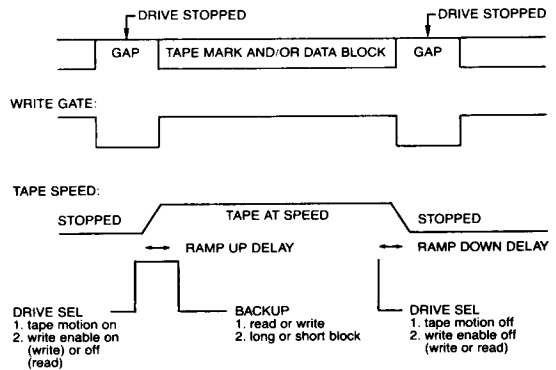 DRIVE STOPPED
DRIVE STOPPED
GAP
TAPE MARK AND/OR DATA BLOCK
GAP
WRITE GATE:
TAPE SPEED:
STOPPED
TAPE AT SPEED
STOPPED
RAMP UP DELAY
RAMP DOWN DELAY
DRIVE SEL
1. tape motion on
2. write enable on
(write) or off
(read)
BACKUP
1. read or write
2. long or short block
DRIVE SEL
1. tape motion off
2. write enable off
(write or read)